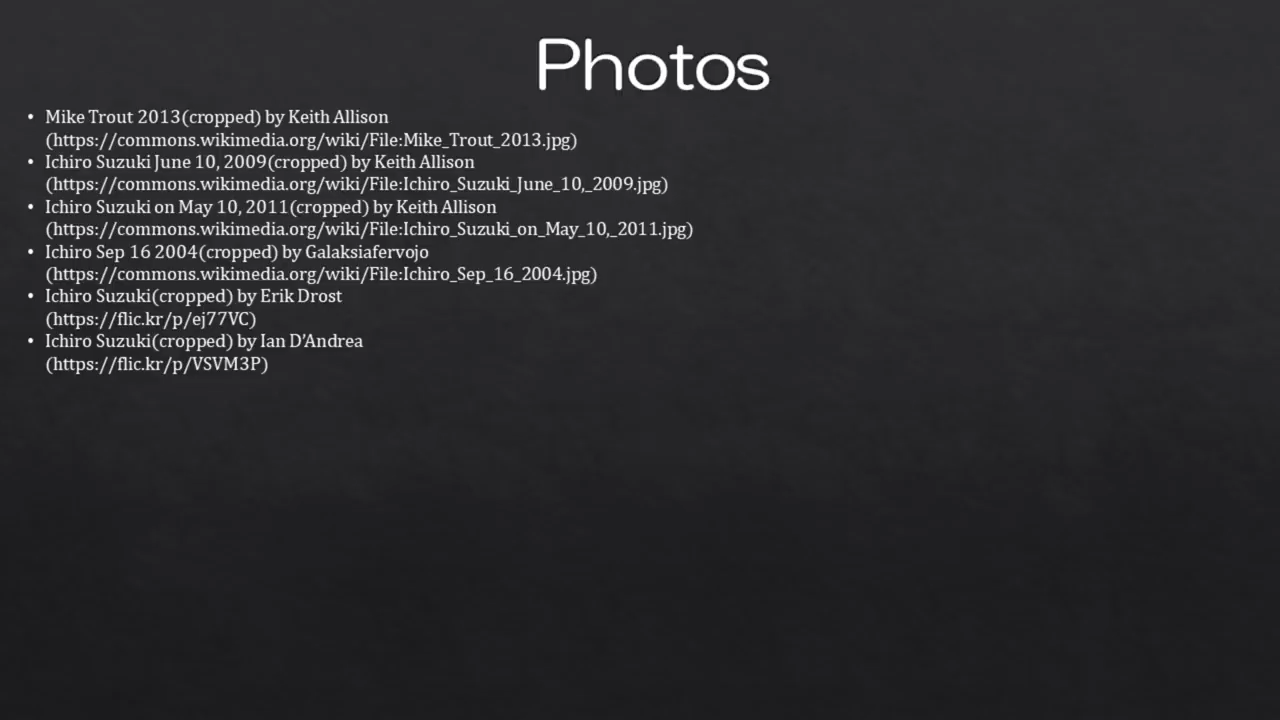 Photos
• Mike Trout 2013(cropped) by Keith Allison
(https://commons.wikimedia.org/wiki/File:Mike_Trout_2013.jpg)
• Ichiro Suzuki June 10, 2009(cropped) by Keith Allison
(https://commons.wikimedia.org/wiki/File:Ichiro_Suzuki_June_10,_2009.jpg)
• Ichiro Suzuki on May 10, 2011(cropped) by Keith Allison
(https://commons.wikimedia.org/wiki/File:Ichiro_Suzuki_on_May_10,_2011.jpg)
• Ichiro Sep 16 2004(cropped) by Galaksiafervojo
(https://commons.wikimedia.org/wiki/File:Ichiro_Sep_16_2004.jpg)
• Ichiro Suzuki(cropped) by Erik Drost
(https://flic.kr/p/ej77VC)
• Ichiro Suzuki(cropped) by Ian D’Andrea
(https://flic.kr/p/VSVM3P)